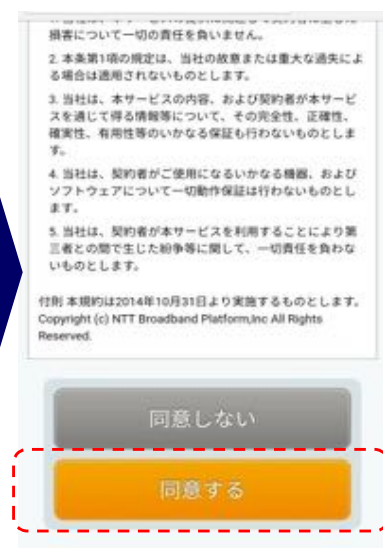 損害について一切の責任を負いません。
2. 本条第1項の規定は、当社の故意または重大な過失によ
る場合は適用されないものとします。
3. 当社は、本サービスの内容、および契約者が本サービ
スを通じて得る情報等について、その完全性、正確性、
確実性、有用性等のいかなる保証も行わないものとしま
す。
4. 当社は、契約者がご使用になるいかなる機器、および
ソフトウェアについて一切動作保証は行わないものとし
ます。
5. 当社は、契約者が本サービスを利用することにより第
三者との間で生じた紛争等に関して、一切責任を負わな
いものとします。
付則 本規約は2014年10月31日より実施するものとします。
Copyright (c) NTT Broadband Platform,Inc All Rights
Reserved.
同意しない
同意する